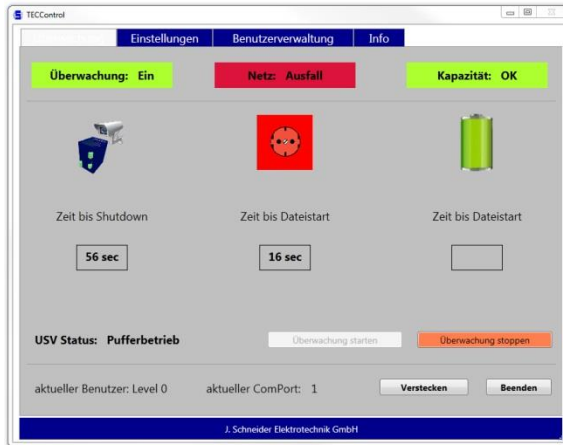 TECControl
Einstellungen Benutzerverwaltung Info
Überwachung: Ein Netz: Ausfall Kapazität: OK
Zeit bis Shutdown Zeit bis Dateistart Zeit bis Dateistart
56 sec 16 sec
USV Status: Pufferbetrieb Überwachung starten Überwachung stoppen
aktueller Benutzer: Level 0 aktueller ComPort: 1 Verstecken Beenden
J. Schneider Elektrotechnik GmbH